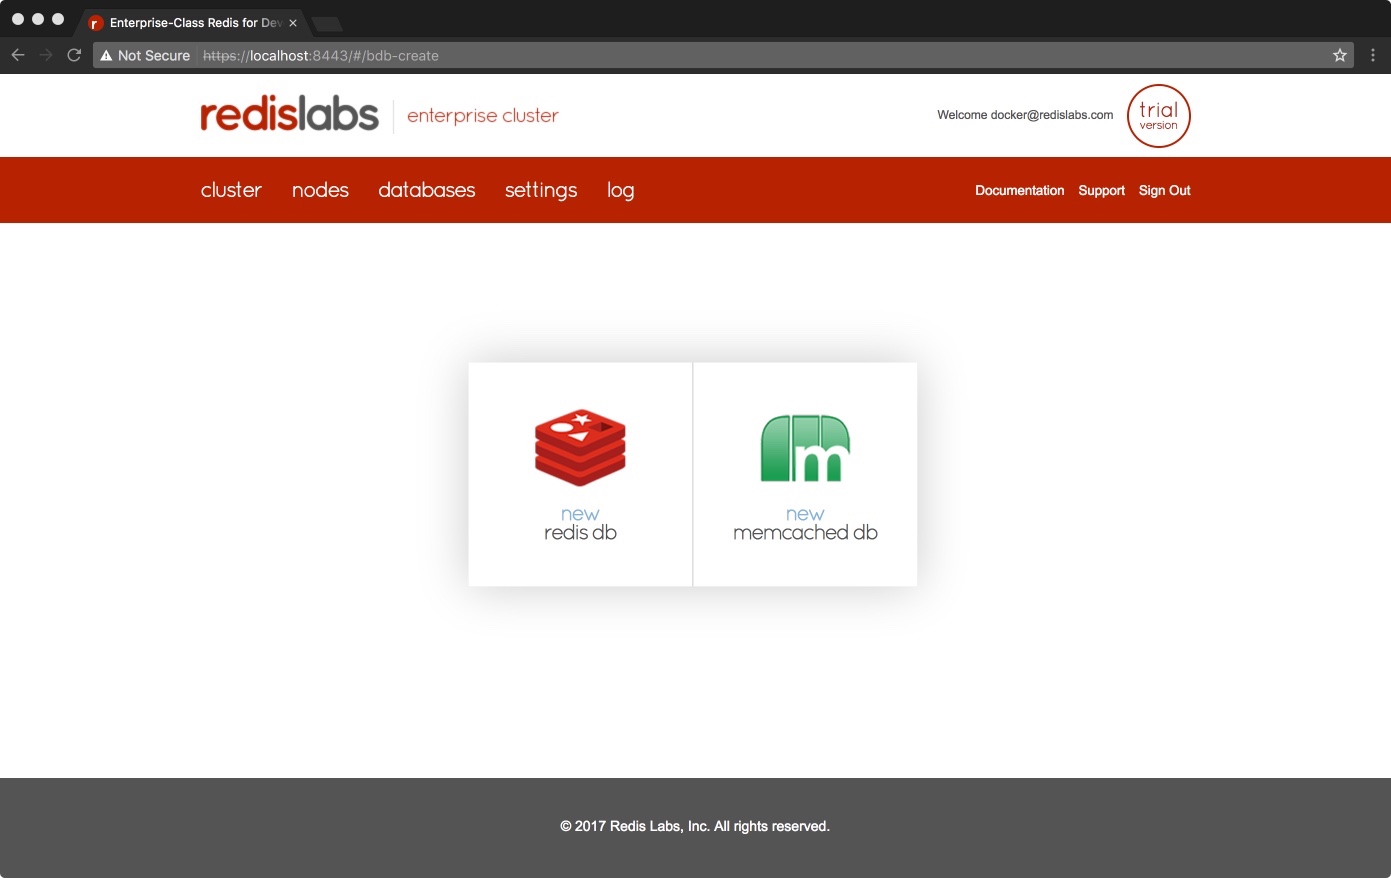 Enterprise-Class Redis for Dev
Not Secure https://localhost:8443/#/bdb-create
redislabs enterprise cluster
Welcome docker@redislabs.com
trial
version
cluster nodes databases settings log
Documentation Support Sign Out
m
new
redis db
new
memcached db
© 2017 Redis Labs, Inc. All rights reserved.